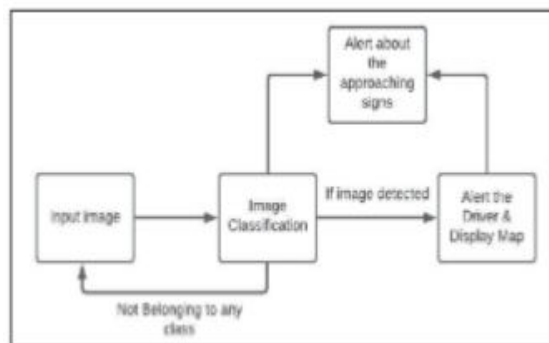 Alert about
the
approaching
signs
Input image
Image
Classification
If image detected
Alert the
Driver &
Display Map
Not Belonging to any
class